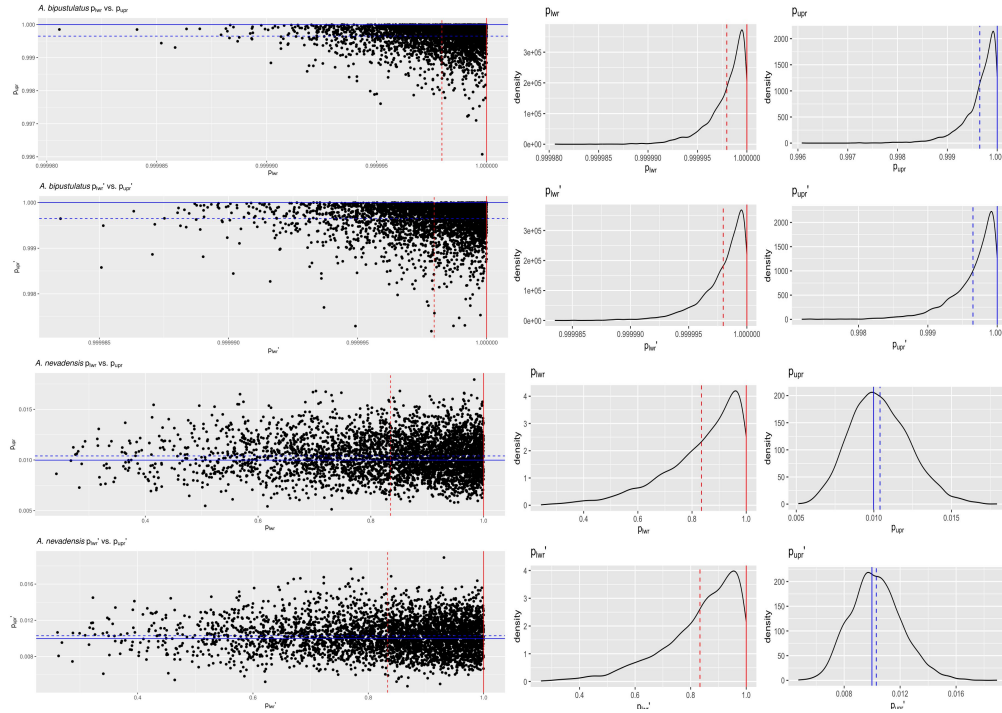 A. bipustulatus p_lwr vs. p_upr
1.000
0.999
0.998
0.997
0.996
p_upr
0.999980
0.999985
0.999990
0.999995
1.000000
p_lwr
p_lwr
3e+05
2e+05
1e+05
0e+00
density
0.999980 0.999985 0.999990 0.999995 1.000000
p_lwr
p_upr
2000
1500
1000
500
0
0.996 0.997 0.998 0.999 1.00
p_upr
A. bipustulatus p_lwr' vs. p_upr'
1.000
0.999
0.998
p_upr'
0.999985 0.999990 0.999995 1.000000
p_lwr'
p_lwr'
3e+05
2e+05
1e+05
0e+00
density
0.999985 0.999990 0.999995 1.000000
p_lwr'
p_upr'
2000
1500
1000
500
0
0.998 0.999 1.00
p_upr'
A. nevadensis p_lwr vs. p_upr
0.015
0.010
0.005
p_upr
0.4 0.6 0.8 1.0
p_lwr
p_lwr
4
3
2
1
0
density
0.4 0.6 0.8 1.0
p_lwr
p_upr
200
150
100
50
0
0.005 0.010 0.015
p_upr
A. nevadensis p_lwr' vs. p_upr'
0.016
0.012
0.008
p_upr'
0.4 0.6 0.8 1.0
p_lwr'
p_lwr'
4
3
2
1
0
density
0.4 0.6 0.8 1.0
p_lwr'
p_upr'
200
150
100
50
0
0.008 0.012 0.016
p_upr'